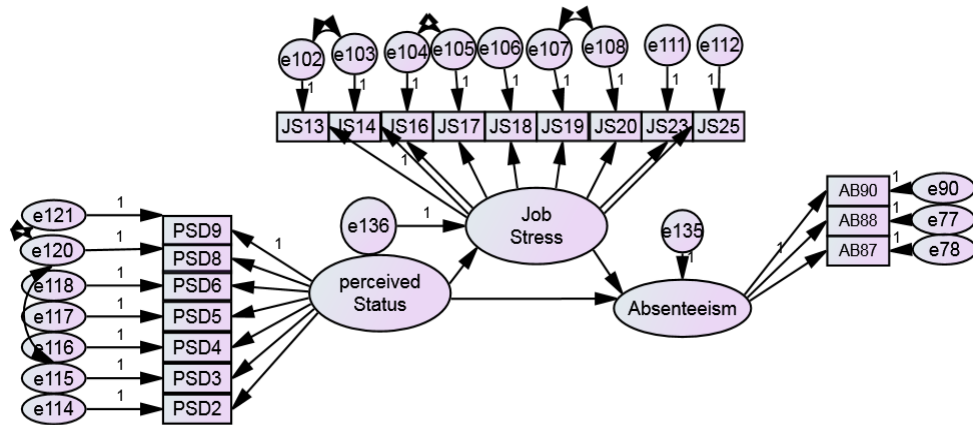 e102 e103 e104 e105 e106 e107 e108 e111 e112
1 1 1 1 1 1 1 1 1
JS13 JS14 JS16 JS17 JS18 JS19 JS20 JS23 JS25
1
e121 1 PSD9
e120 1 PSD8
e118 1 PSD6
e117 1 PSD5
e116 1 PSD4
e115 1 PSD3
e114 1 PSD2
1
e136 1
Job
Stress
perceived
Status
e135
1
Absenteeism
1
AB90 1 e90
AB88 1 e77
AB87 1 e78